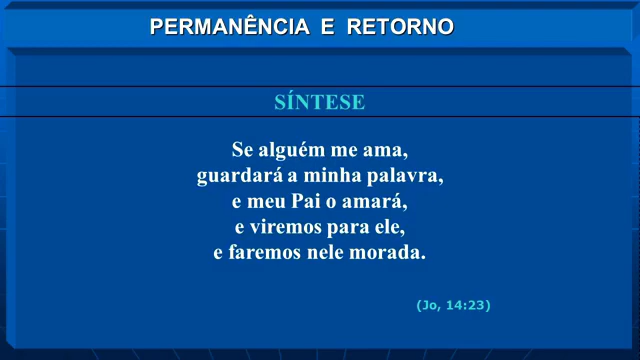 PERMANÊNCIA E RETORNO
SÍNTESE
Se alguém me ama,
guardará a minha palavra,
e meu Pai o amará,
e viremos para ele,
e faremos nele morada.
(Jo, 14:23)